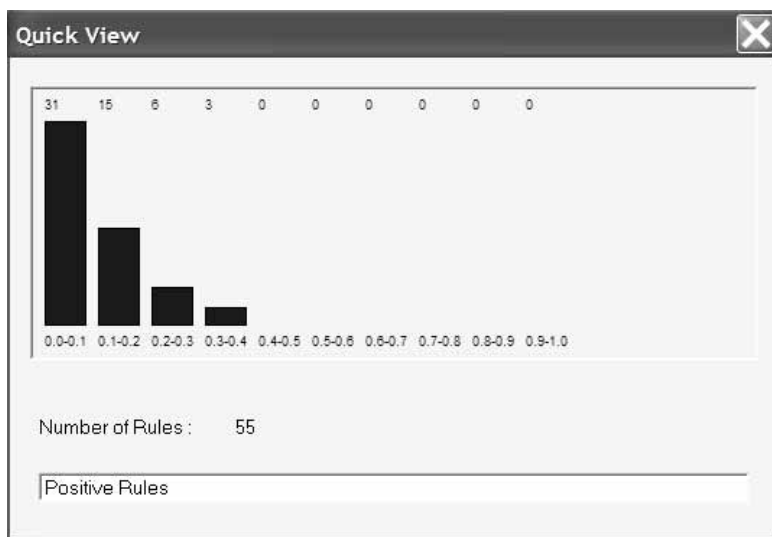 Quick View
31 15 6 3 0 0 0 0 0 0
0.0-0.1 0.1-0.2 0.2-0.3 0.3-0.4 0.4-0.5 0.5-0.6 0.6-0.7 0.7-0.8 0.8-0.9 0.9-1.0
Number of Rules : 55
Positive Rules